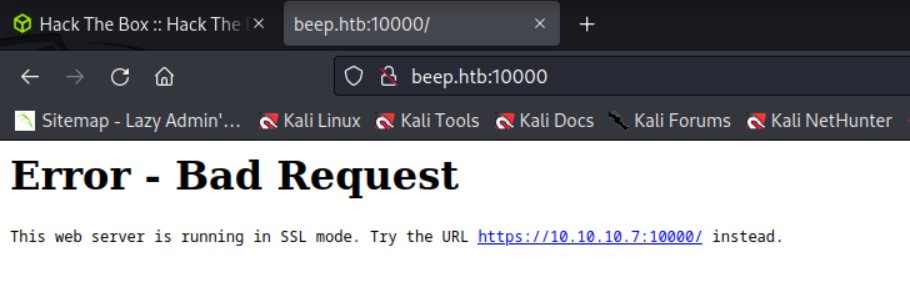 Hack The Box :: Hack The
beep.htb:10000/
beep.htb:10000
Sitemap - Lazy Admin'... Kali Linux Kali Tools Kali Docs Kali Forums Kali NetHunter
Error - Bad Request
This web server is running in SSL mode. Try the URL https://10.10.10.7:10000/ instead.